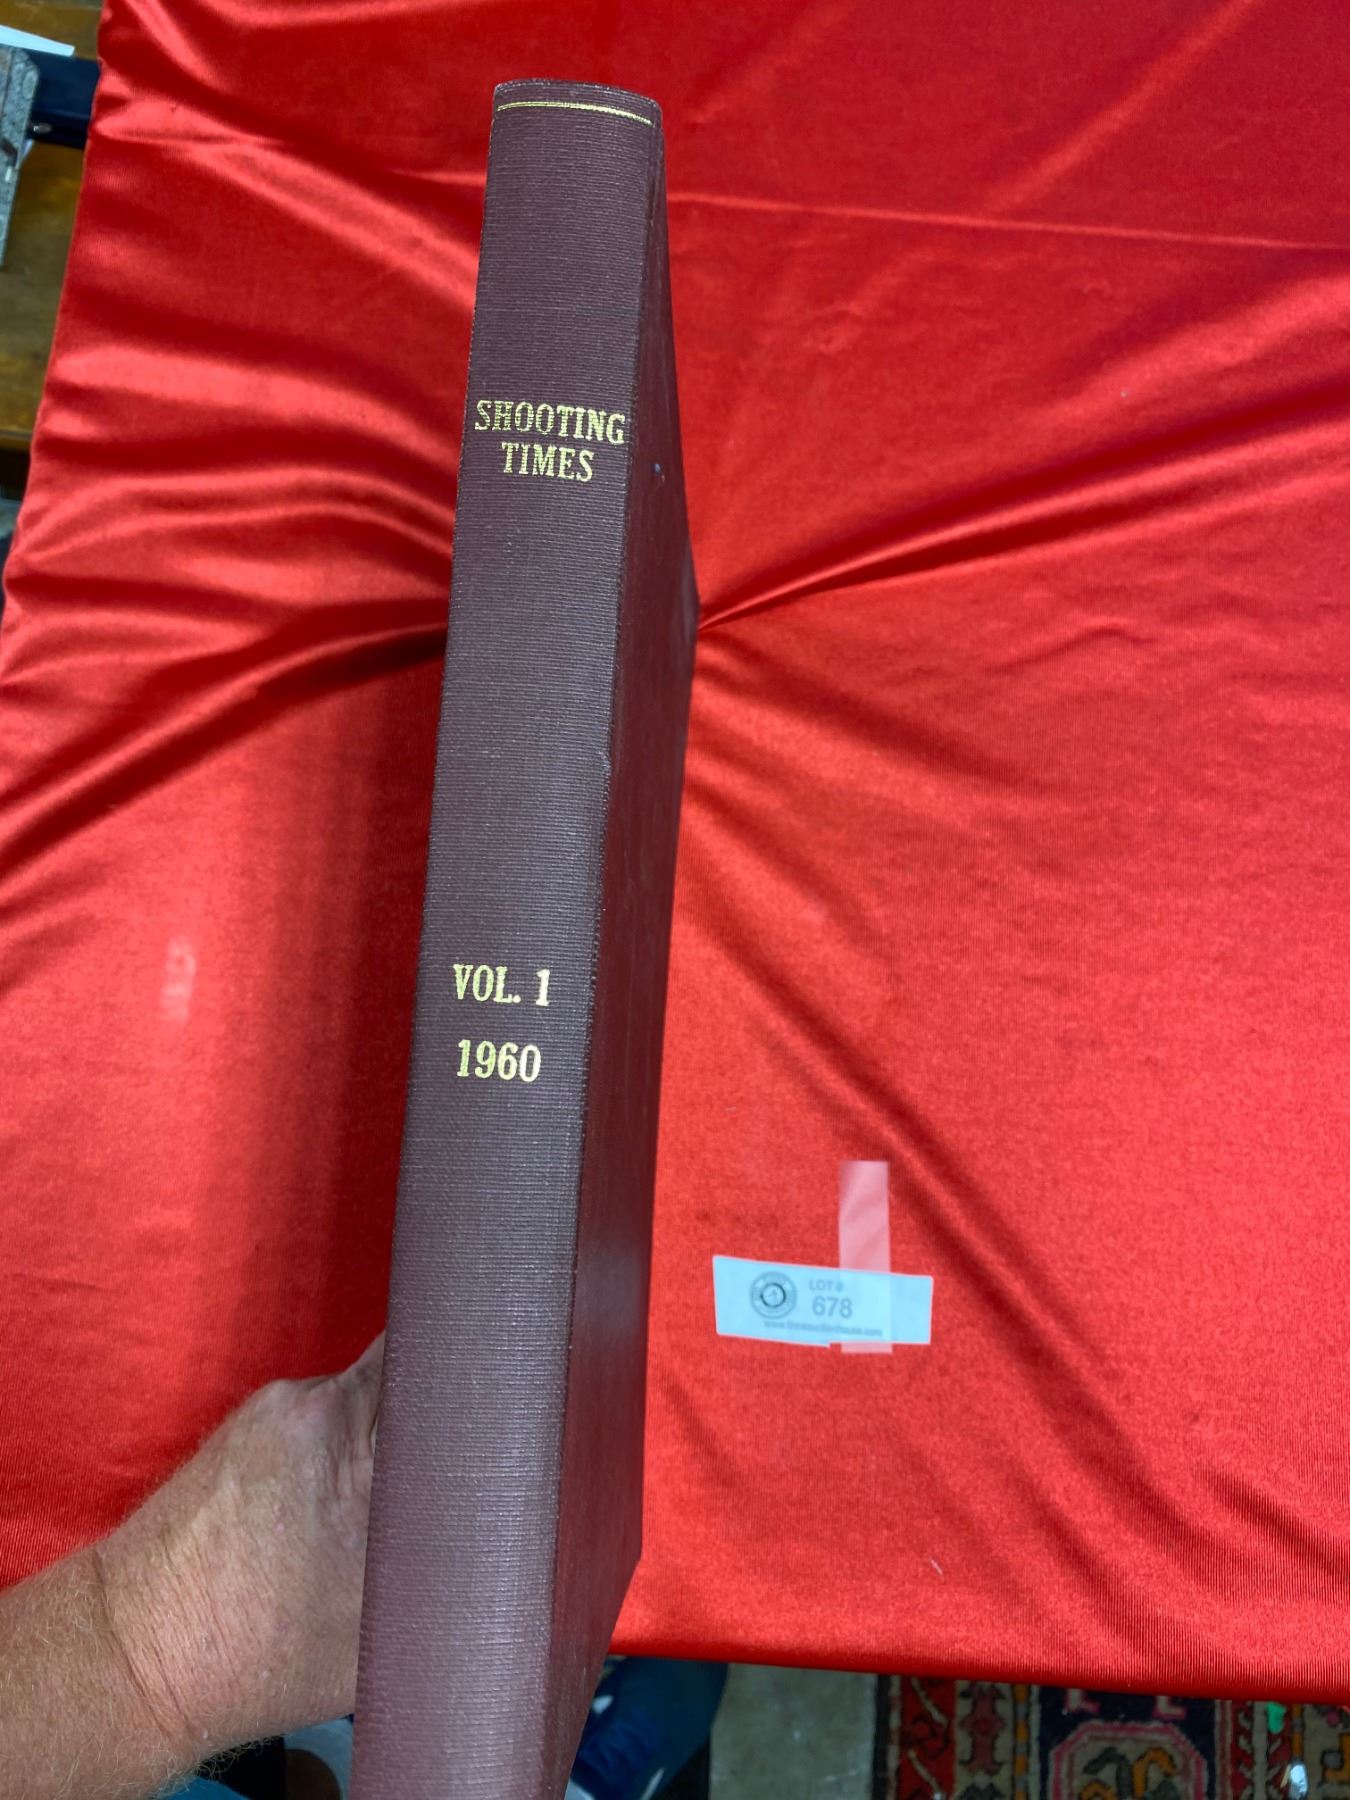 SHOOTING
TIMES
VOL. 1
1960
LOT #
678